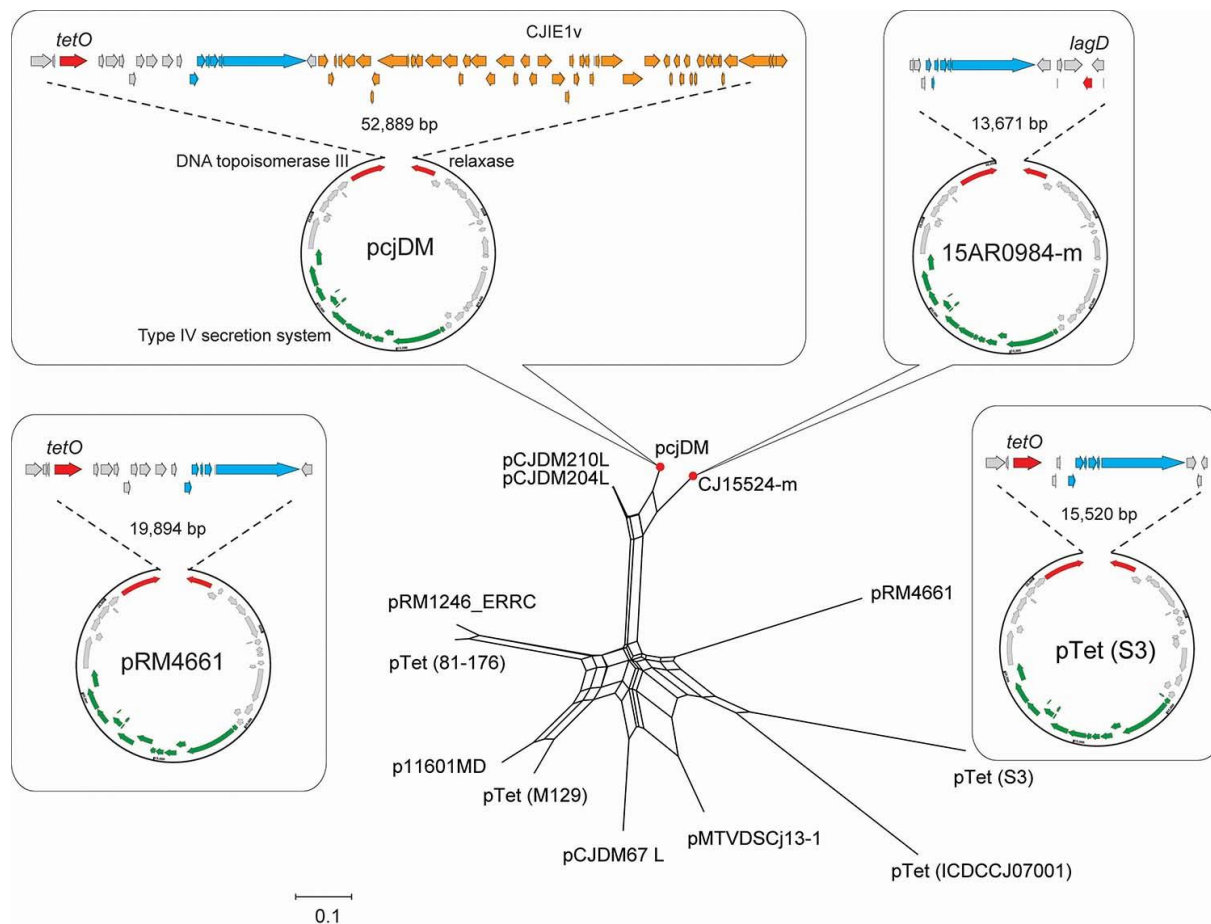 tetO
CJIE1v
52,889 bp
DNA topoisomerase III
relaxase
pcjDM
Type IV secretion system
lagD
13,671 bp
15AR0984-m
tetO
19,894 bp
pRM4661
tetO
15,520 bp
pTet (S3)
pcjDM
pCJDM210L
pCJDM204L
CJ15524-m
pRM4661
pRM1246_ERRC
pTet (81-176)
p11601MD
pTet (M129)
pCJDM67 L
pMTVDSCj13-1
pTet (S3)
pTet (ICDCCJ07001)
0.1